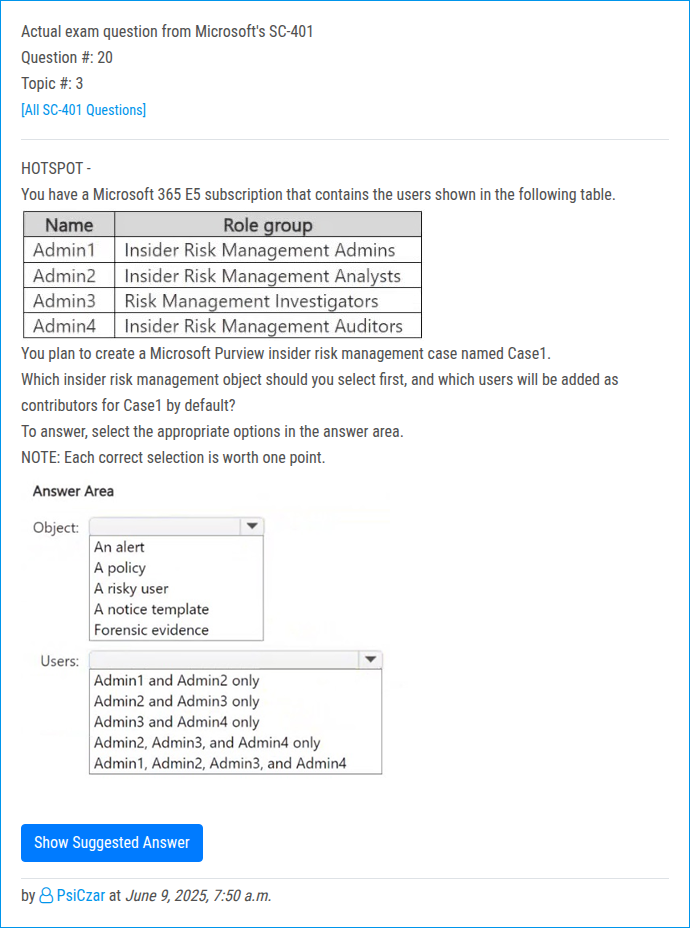 Actual exam question from Microsoft's SC-401
Question #: 20
Topic #: 3
[All SC-401 Questions]
HOTSPOT -
You have a Microsoft 365 E5 subscription that contains the users shown in the following table.
Name Role group
Admin1 Insider Risk Management Admins
Admin2 Insider Risk Management Analysts
Admin3 Risk Management Investigators
Admin4 Insider Risk Management Auditors
You plan to create a Microsoft Purview insider risk management case named Case1.
Which insider risk management object should you select first, and which users will be added as
contributors for Case1 by default?
To answer, select the appropriate options in the answer area.
NOTE: Each correct selection is worth one point.
Answer Area
Object:
An alert
A policy
A risky user
A notice template
Forensic evidence
Users:
Admin1 and Admin2 only
Admin2 and Admin3 only
Admin3 and Admin4 only
Admin2, Admin3, and Admin4 only
Admin1, Admin2, Admin3, and Admin4
Show Suggested Answer
by PsiCzar at June 9, 2025, 7:50 a.m.